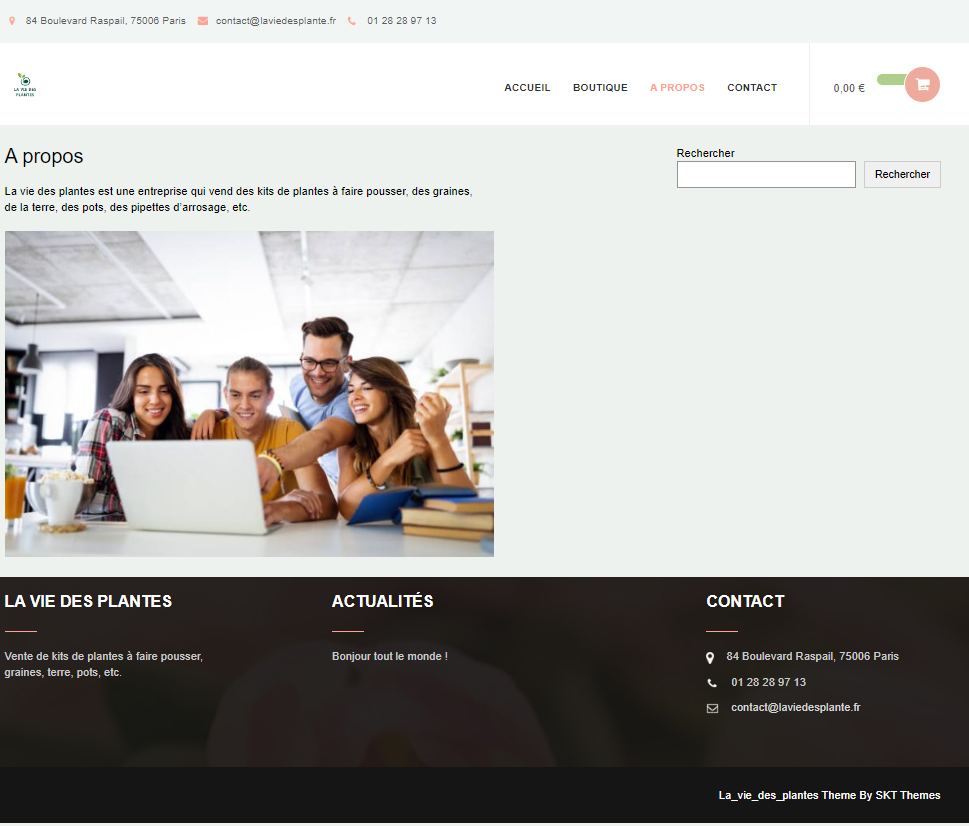 84 Boulevard Raspail, 75006 Paris contact@laviedesplante.fr 01 28 28 97 13
LA VIE DES
PLANTES
ACCUEIL BOUTIQUE A PROPOS CONTACT 0,00 €
A propos
Rechercher
Rechercher
La vie des plantes est une entreprise qui vend des kits de plantes à faire pousser, des graines,
de la terre, des pots, des pipettes d'arrosage, etc.
LA VIE DES PLANTES
Vente de kits de plantes à faire pousser,
graines, terre, pots, etc.
ACTUALITÉS
Bonjour tout le monde !
CONTACT
84 Boulevard Raspail, 75006 Paris
01 28 28 97 13
contact@laviedesplante.fr
La_vie_des_plantes Theme By SKT Themes